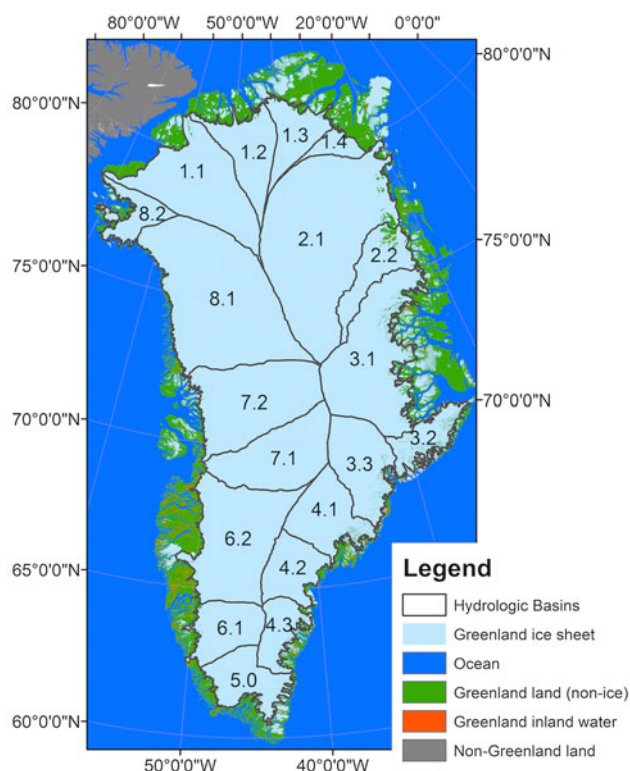 80°0'0"W 50°0'0"W 20°0'0"W 0°0'0"
80°0'0"N
80°0'0"N
1.3
1.2
1.4
1.1
8.2
2.1
75°0'0"N
2.2
75°0'0"N
8.1
3.1
7.2
70°0'0"N
70°0'0"N
3.2
7.1
3.3
4.1
6.2
65°0'0"N
4.2
6.1
4.3
5.0
60°0'0"N
50°0'0"W 40°0'0"W
Legend
Hydrologic Basins
Greenland ice sheet
Ocean
Greenland land (non-ice)
Greenland inland water
Non-Greenland land